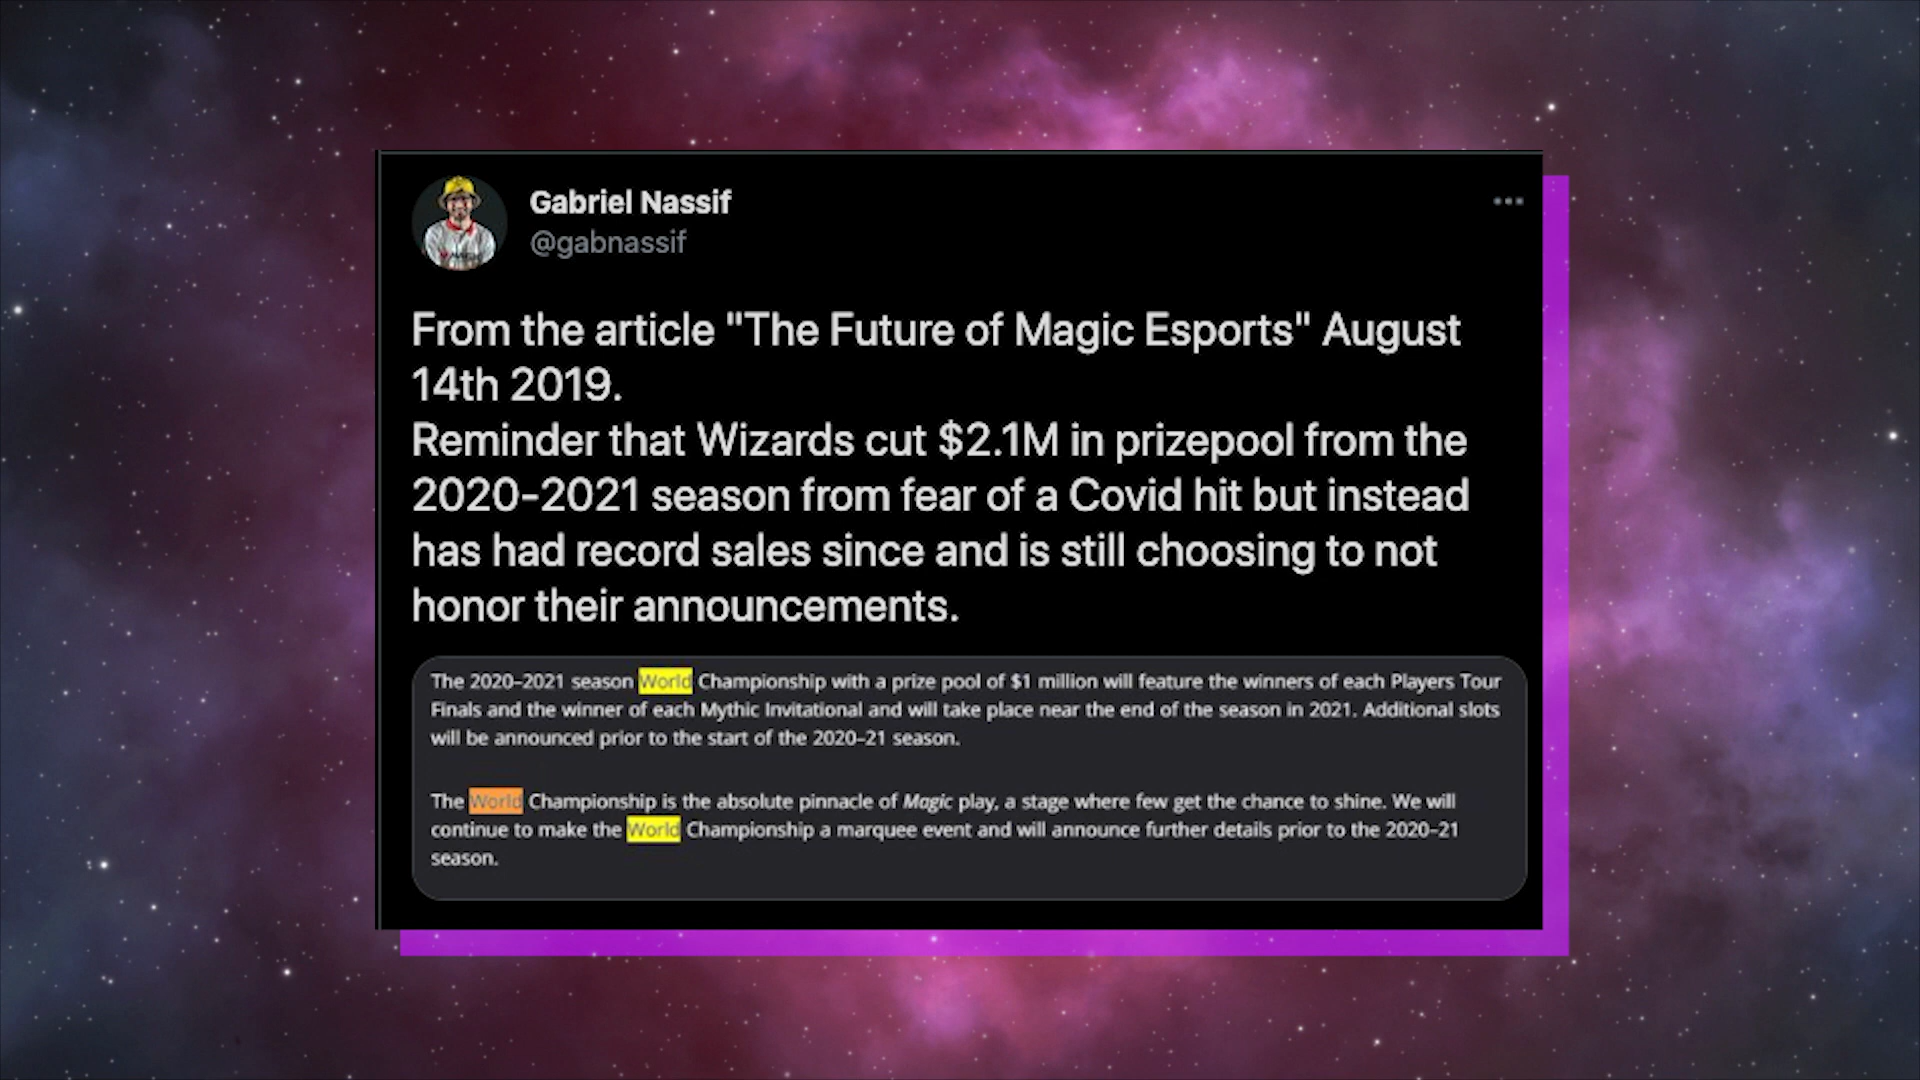 Gabriel Nassif
@gabnassif
From the article "The Future of Magic Esports" August
14th 2019.
Reminder that Wizards cut $2.1M in prizepool from the
2020-2021 season from fear of a Covid hit but instead
has had record sales since and is still choosing to not
honor their announcements.
The 2020–2021 season World Championship with a prize pool of $1 million will feature the winners of each Players Tour
Finals and the winner of each Mythic Invitational and will take place near the end of the season in 2021. Additional slots
will be announced prior to the start of the 2020–21 season.
The World Championship is the absolute pinnacle of Magic play, a stage where few get the chance to shine. We will
continue to make the World Championship a marquee event and will announce further details prior to the 2020–21
season.